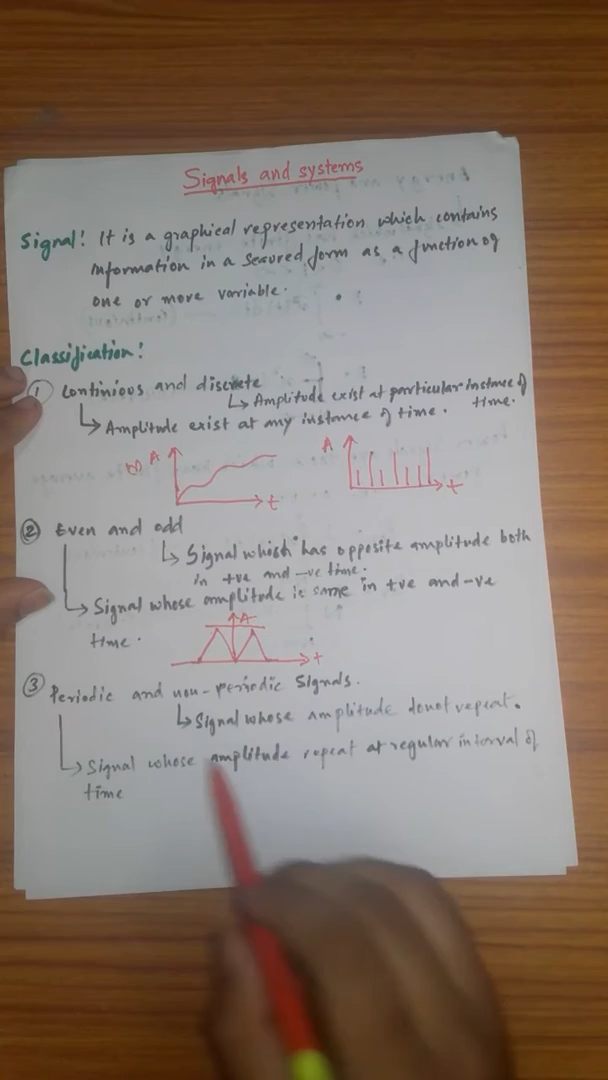 Signals and systems
Signal! It is a graphical representation which contains
information in a secured form as a function of
one or more variable.
Classification!
① Continious and discrete
↳ Amplitude exist at particular instance of
time.
↳ Amplitude exist at any instance of time.
A
t
A
t
② Even and odd
↳ Signal which has opposite amplitude both
in +ve and -ve time.
↳ Signal whose amplitude is same in +ve and -ve
time.
A
t
③ Periodic and non-periodic signals.
↳ Signal whose amplitude donot repeat.
↳ Signal whose amplitude repeat at regular interval of
time